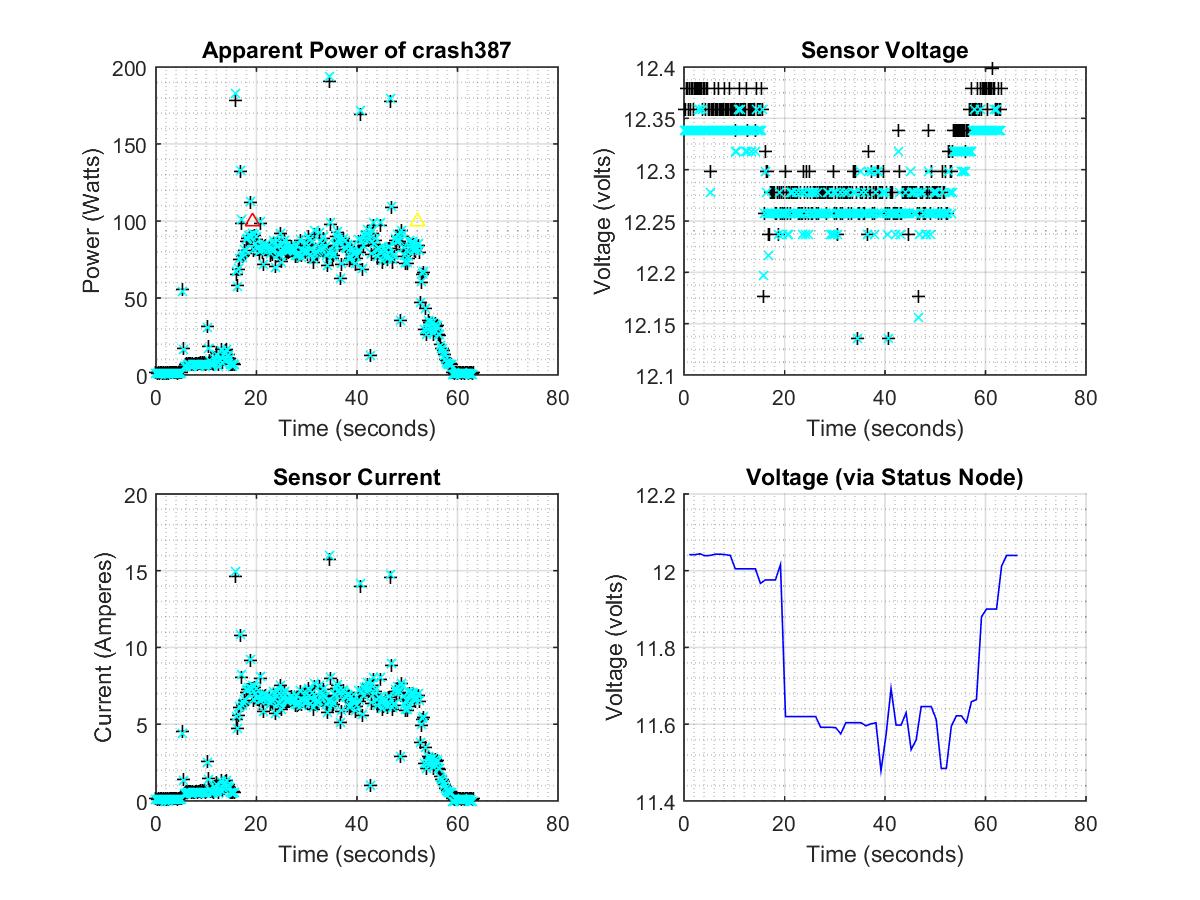 Apparent Power of crash387
200
150
100
50
0
Power (Watts)
0 20 40 60 80
Time (seconds)
Sensor Voltage
12.4
12.35
12.3
12.25
12.2
12.15
12.1
Voltage (volts)
0 20 40 60 80
Time (seconds)
Sensor Current
20
15
10
5
0
Current (Amperes)
0 20 40 60 80
Time (seconds)
Voltage (via Status Node)
12.2
12
11.8
11.6
11.4
Voltage (volts)
0 20 40 60 80
Time (seconds)